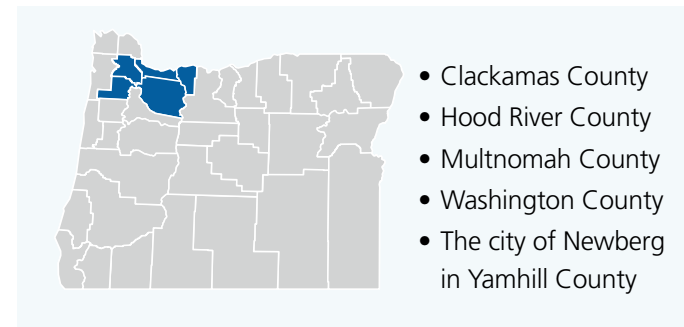 • Clackamas County
• Hood River County
• Multnomah County
• Washington County
• The city of Newberg
in Yamhill County